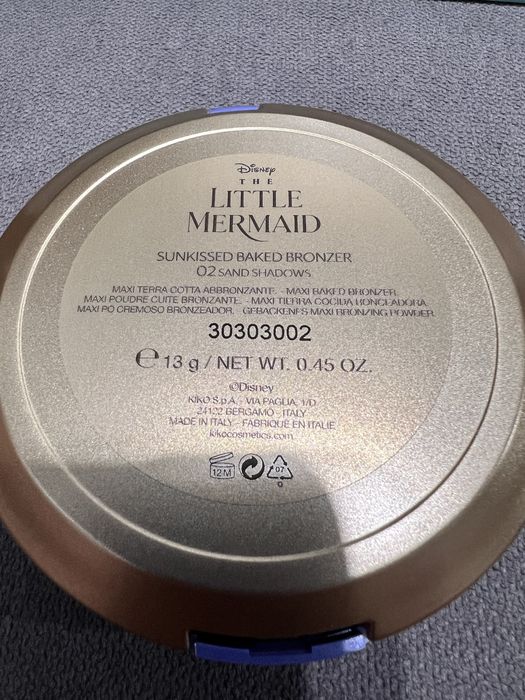 Disney
THE
LITTLE
MERMAID
SUNKISSED BAKED BRONZER
02 SAND SHADOWS
MAXI TERRA COTTA ABBRONZANTE. - MAXI BAKED BRONZER.
MAXI POUDRE CUITE BRONZANTE. - MAXI TIERRA COCIDA BRONCEADORA.
MAXI PÓ CREMOSO BRONZEADOR. - GEBACKENES MAXI BRONZING POWDER.
30303002
℮ 13 g / NET WT. 0.45 OZ.
©Disney
KIKO S.p.A. - VIA PAGLIA, 1/D
24122 BERGAMO - ITALY
MADE IN ITALY - FABRIQUÉ EN ITALIE
kikocosmetics.com
12M
07